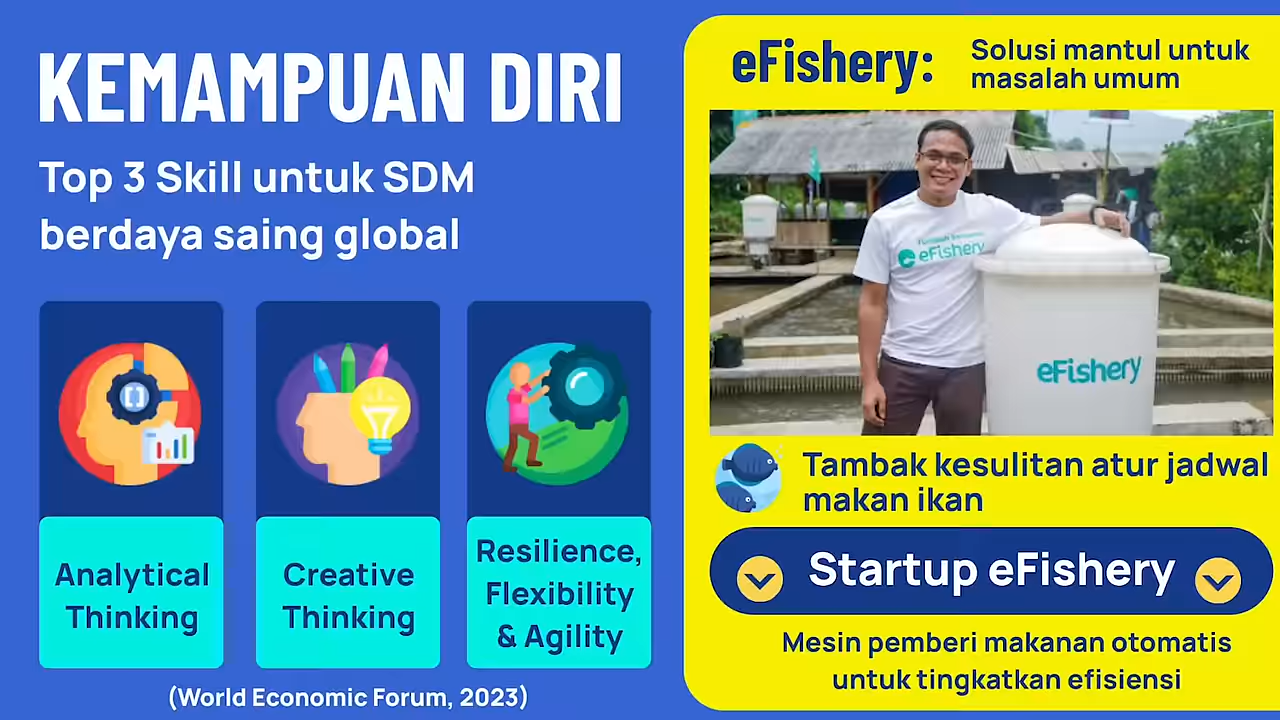 KEMAMPUAN DIRI
Top 3 Skill untuk SDM
berdaya saing global
Analytical
Thinking
Creative
Thinking
Resilience,
Flexibility
& Agility
(World Economic Forum, 2023)
eFishery:
Solusi mantul untuk
masalah umum
eFishery
eFishery
Tambak kesulitan atur jadwal
makan ikan
Startup eFishery
Mesin pemberi makanan otomatis
untuk tingkatkan efisiensi